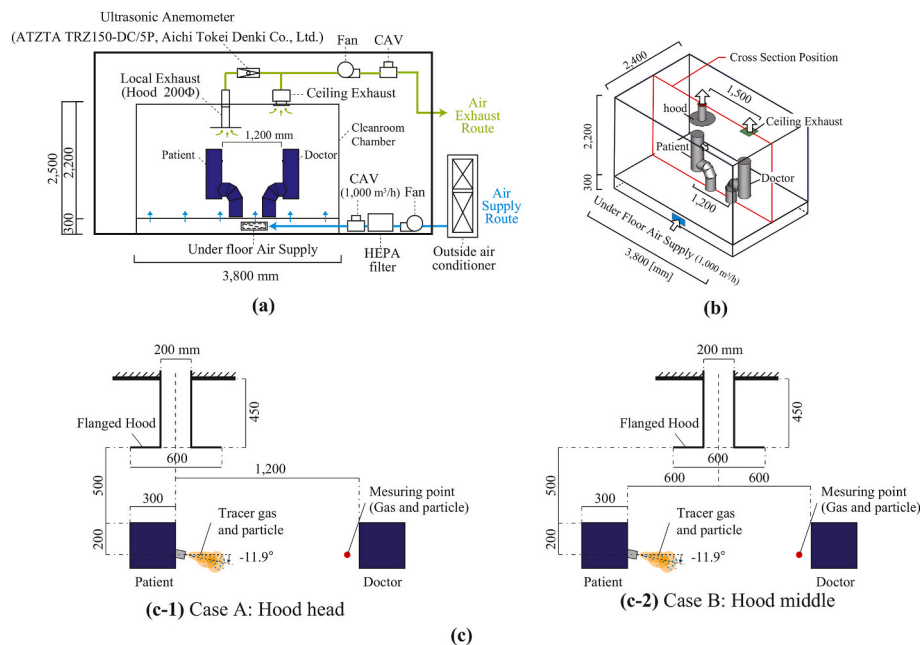 Ultrasonic Anemometer
(ATZTA TRZ150-DC/5P, Aichi Tokei Denki Co., Ltd.)
Fan
CAV
Local Exhaust
(Hood 200Φ)
Ceiling Exhaust
Air
Exhaust
Route
1,200 mm
Cleanroom
Chamber
Patient
Doctor
2,500
2,200
300
CAV
(1,000 m³/h)
Fan
Air
Supply
Route
Under floor Air Supply
HEPA
filter
Outside air
conditioner
3,800 mm
(a)
2,400
Cross Section Position
1,500
hood
Ceiling Exhaust
2,200
Patient
Doctor
300
1,200
Under Floor Air Supply (1,000 m³/h)
3,800 [mm]
(b)
200 mm
450
Flanged Hood
600
500
1,200
300
Mesuring point
(Gas and particle)
Tracer gas
and particle
200
-11.9°
Patient
Doctor
(c-1) Case A: Hood head
200 mm
450
Flanged Hood
600
500
600
600
300
Mesuring point
(Gas and particle)
Tracer gas
and particle
200
-11.9°
Patient
Doctor
(c-2) Case B: Hood middle
(c)